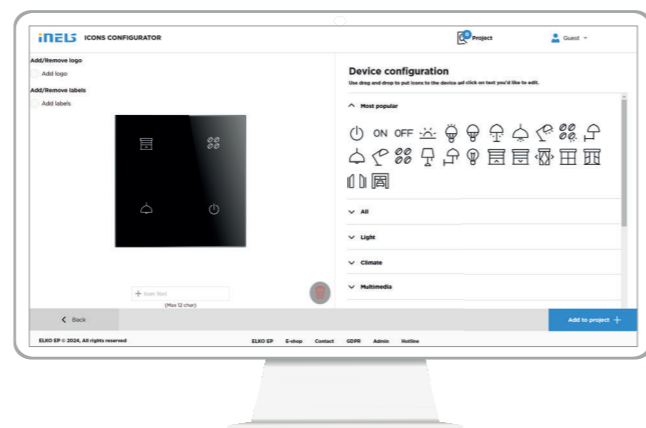 iNELS ICONS CONFIGURATOR
Project
Guest
Add/Remove logo
Add logo
Add/Remove labels
Add labels
Device configuration
Use drag and drop to put icons to the device ad click on text you'd like to edit.
Most popular
ON OFF
All
Light
Climate
Multimedia
(Max 12 char)
Back
Add to project
ELKO EP © 2024, All rights reserved
ELKO EP E-shop Contact GDPR Admin Hotline